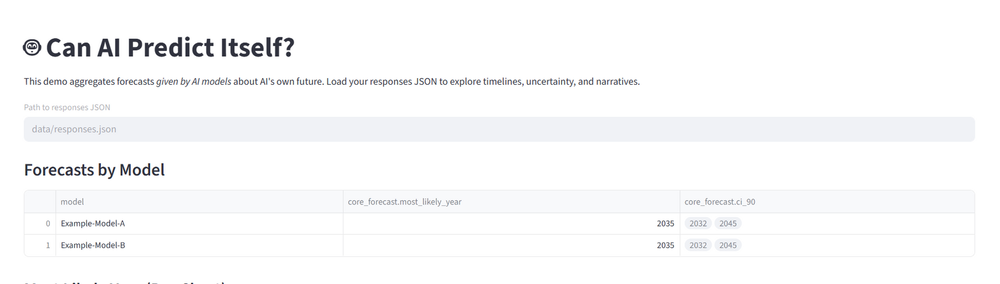 Can AI Predict Itself?
This demo aggregates forecasts given by AI models about AI's own future. Load your responses JSON to explore timelines, uncertainty, and narratives.
Path to responses JSON
data/responses.json
Forecasts by Model
model core_forecast.most_likely_year core_forecast.ci_90
0 Example-Model-A 2035 2032 2045
1 Example-Model-B 2035 2032 2045